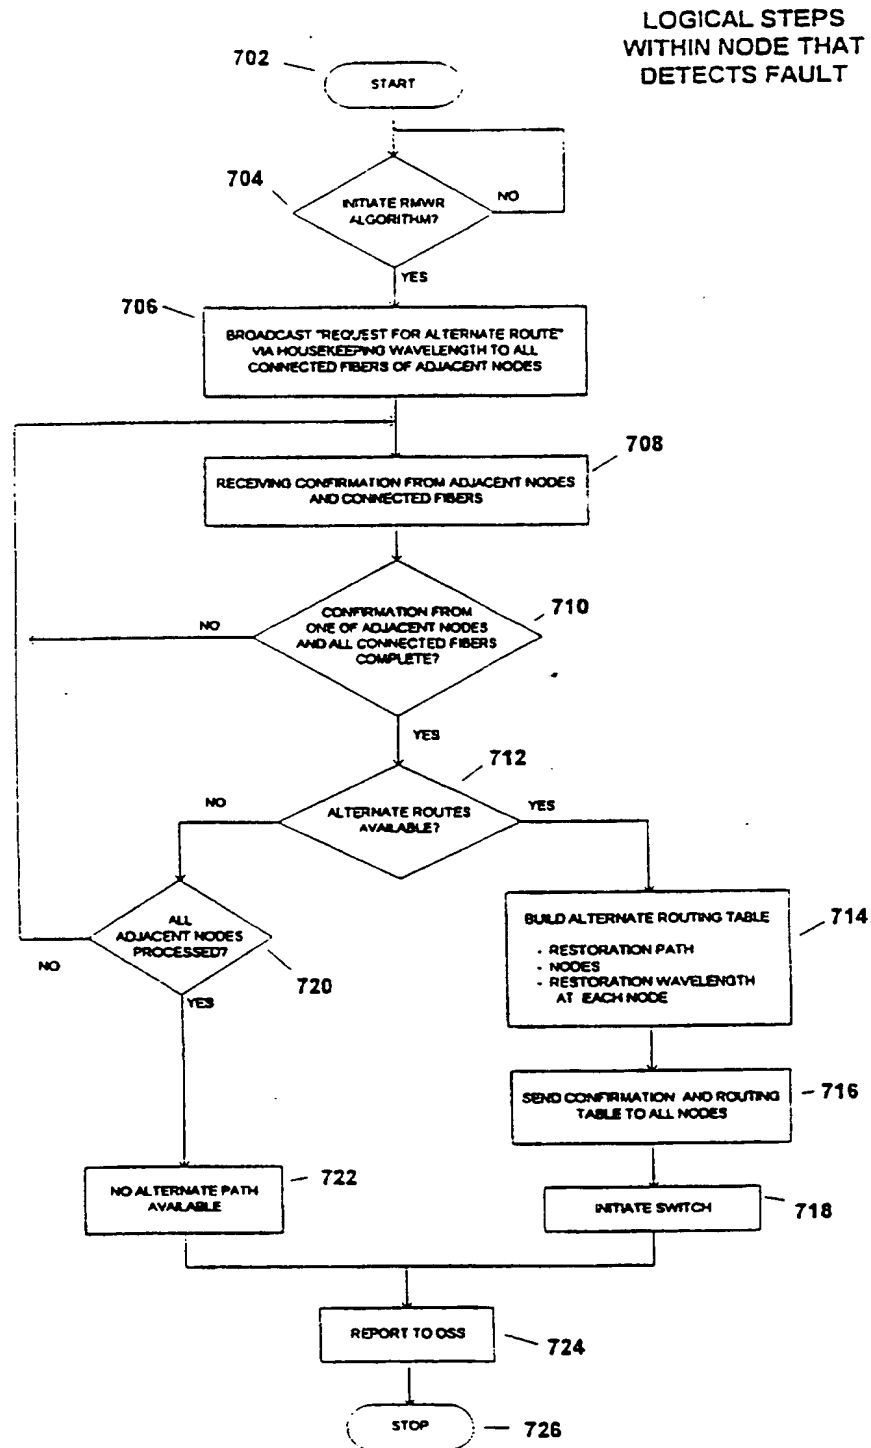 LOGICAL STEPS
WITHIN NODE THAT
DETECTS FAULT
702
START
704
INITIATE RMWR
ALGORITHM?
NO
YES
706
BROADCAST "REQUEST FOR ALTERNATE ROUTE"
VIA HOUSEKEEPING WAVELENGTH TO ALL
CONNECTED FIBERS OF ADJACENT NODES
708
RECEIVING CONFIRMATION FROM ADJACENT NODES
AND CONNECTED FIBERS
710
CONFIRMATION FROM
ONE OF ADJACENT NODES
AND ALL CONNECTED FIBERS
COMPLETE?
NO
YES
712
ALTERNATE ROUTES
AVAILABLE?
NO
YES
714
BUILD ALTERNATE ROUTING TABLE
- RESTORATION PATH
- NODES
- RESTORATION WAVELENGTH
AT EACH NODE
ALL
ADJACENT NODES
PROCESSED?
NO
720
YES
716
SEND CONFIRMATION AND ROUTING
TABLE TO ALL NODES
722
NO ALTERNATE PATH
AVAILABLE
INITIATE SWITCH
718
REPORT TO OSS
724
STOP
726